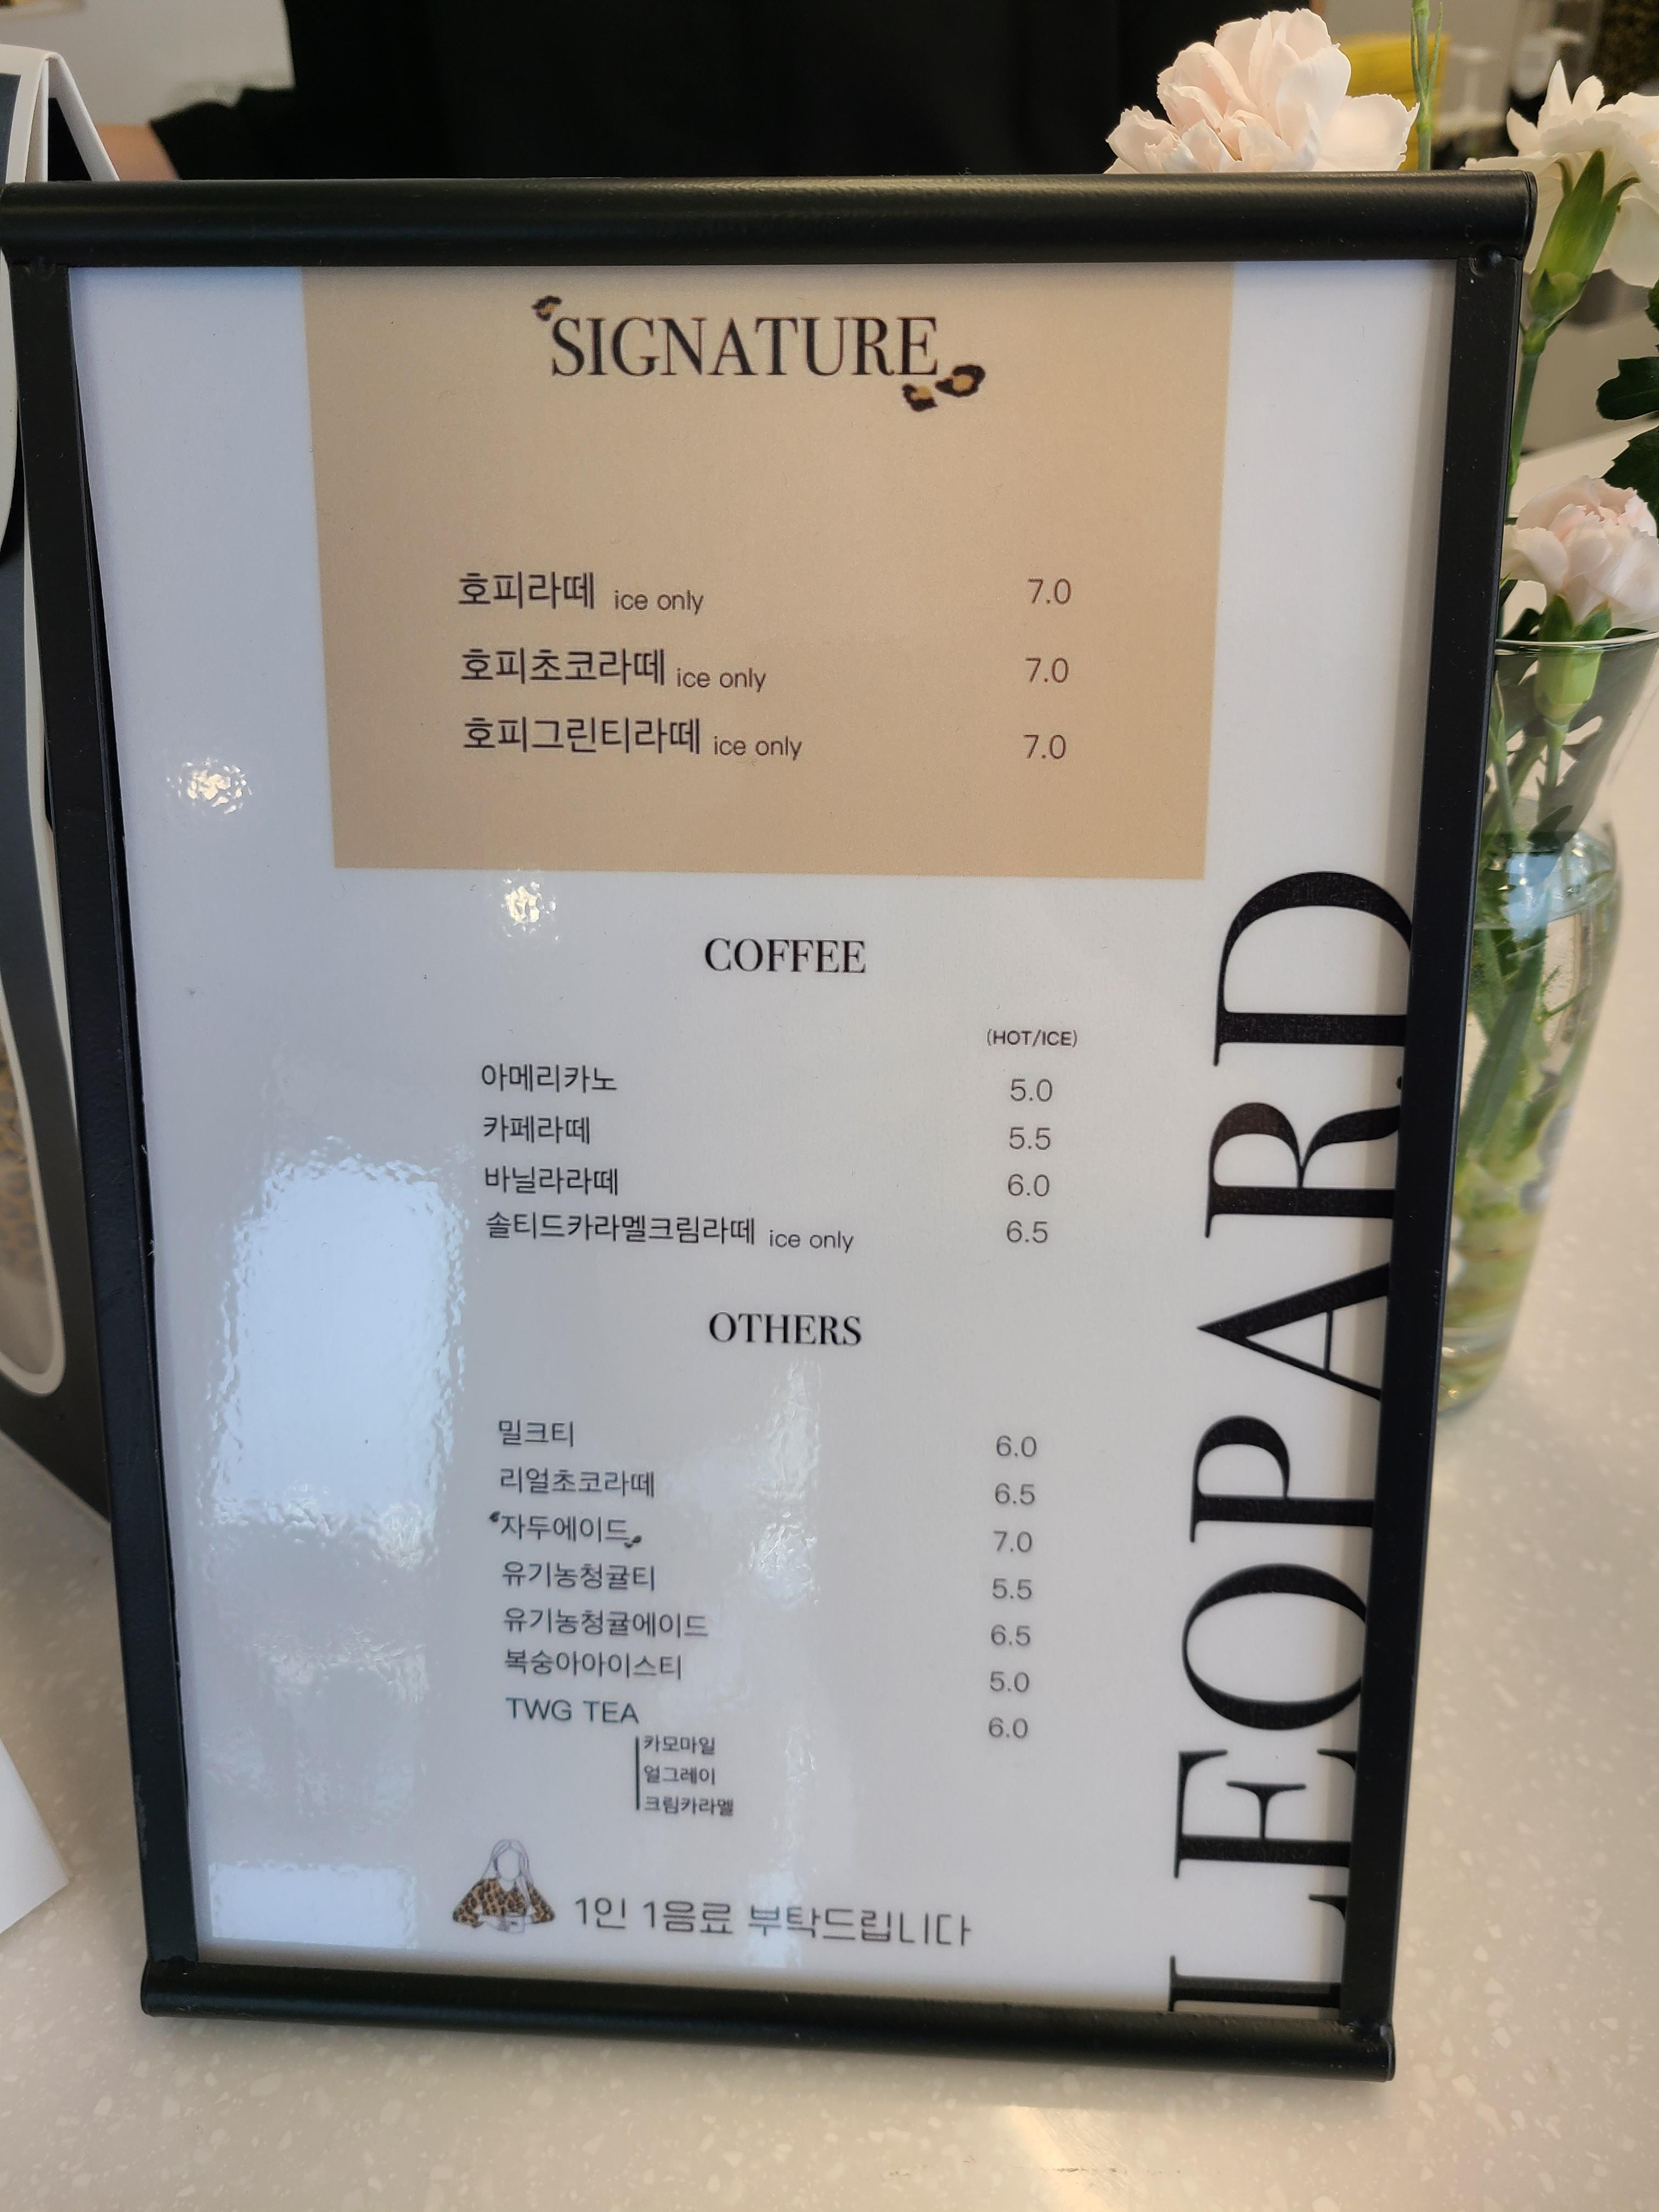 SIGNATURE
호피라떼 ice only 7.0
호피초코라떼 ice only 7.0
호피그린티라떼 ice only 7.0
COFFEE
(HOT/ICE)
아메리카노 5.0
카페라떼 5.5
바닐라라떼 6.0
솔티드카라멜크림라떼 ice only 6.5
OTHERS
밀크티 6.0
리얼초코라떼 6.5
자두에이드 7.0
유기농청귤티 5.5
유기농청귤에이드 6.5
복숭아아이스티 5.0
TWG TEA 6.0
카모마일
얼그레이
크림카라멜
1인 1음료 부탁드립니다
LEOPARD